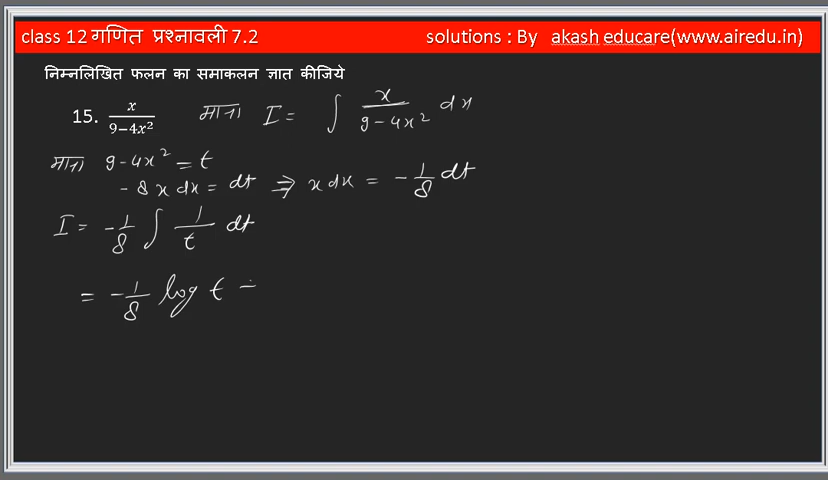 class 12 गणित प्रश्नावली 7.2 solutions : By akash educare(www.airedu.in)
निम्नलिखित फलन का समाकलन ज्ञात कीजिये
15. x/(9−4x²) माना I = ∫ x/(9−4x²) dx
माना 9−4x² = t
−8x dx = dt ⇒ x dx = −1/8 dt
I = −1/8 ∫ 1/t dt
= −1/8 log t −